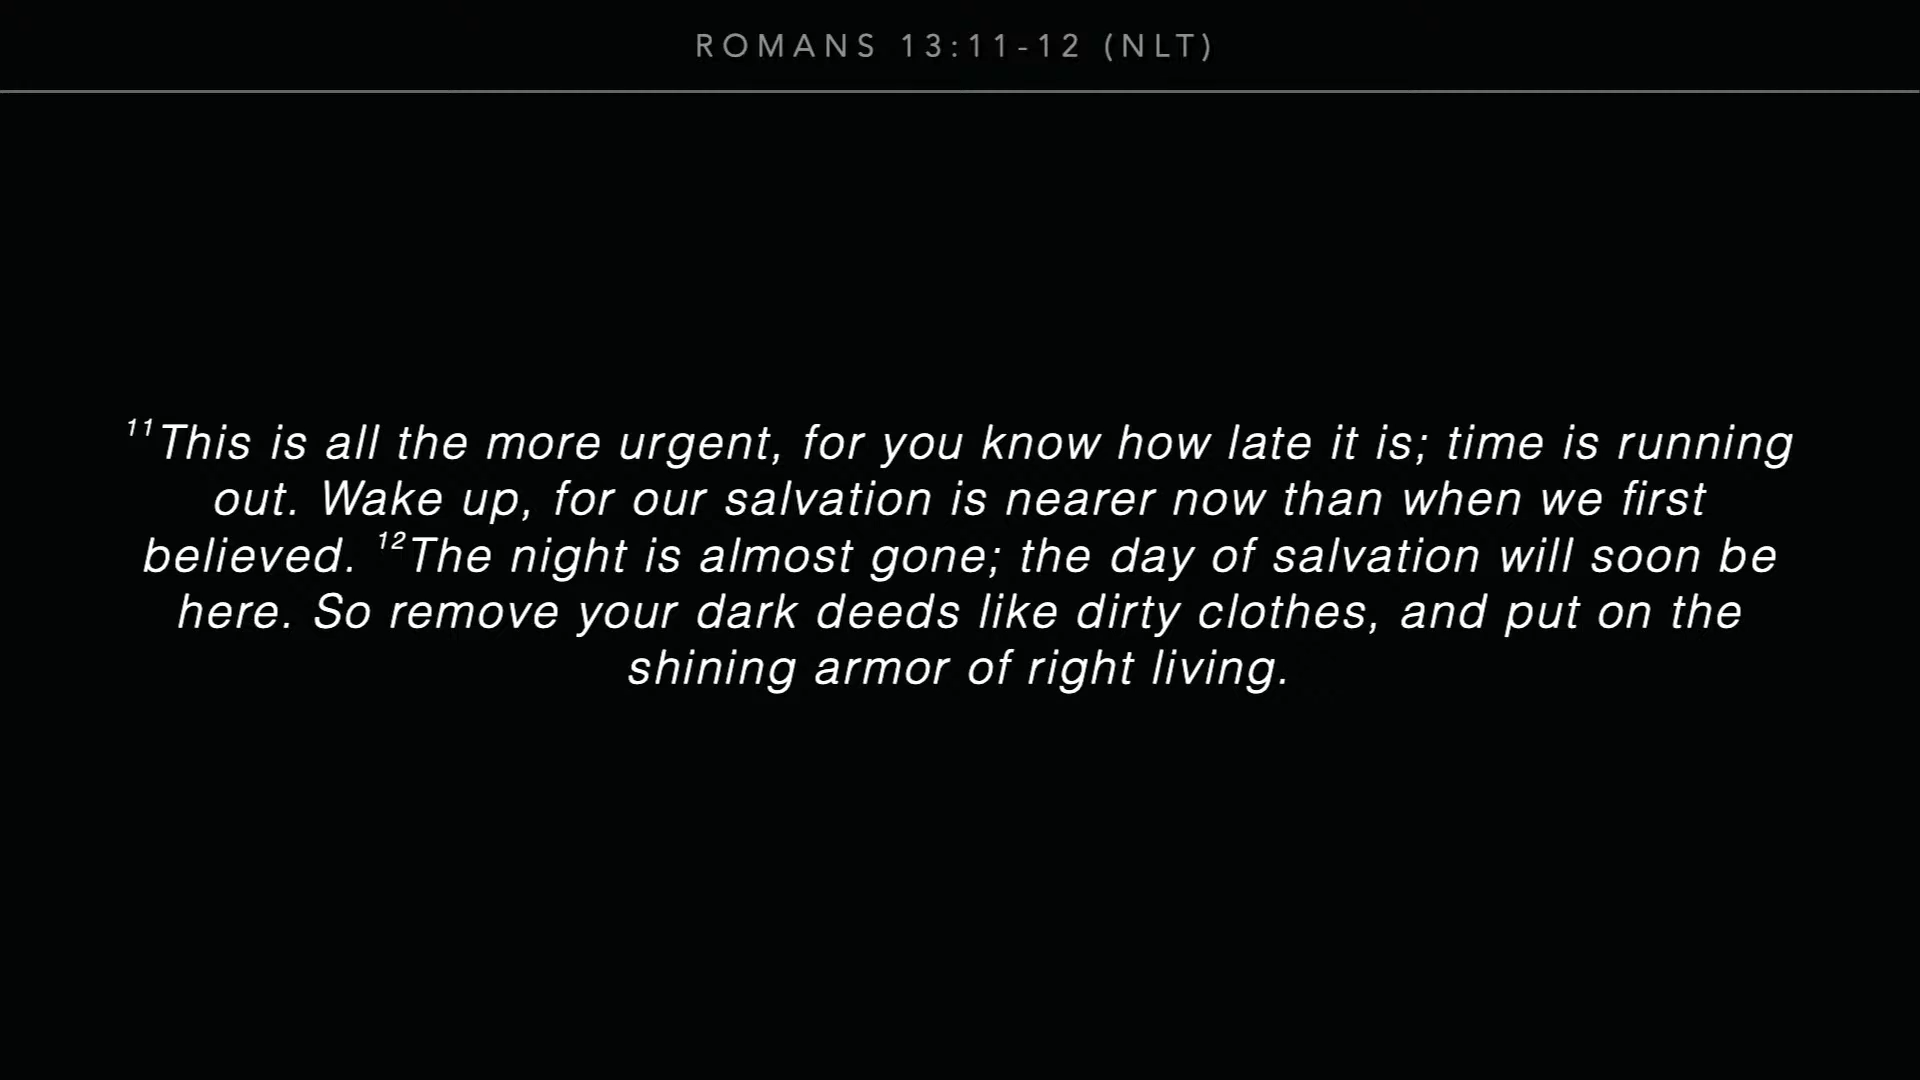 ROMANS 13:11-12 (NLT)
11This is all the more urgent, for you know how late it is; time is running
out. Wake up, for our salvation is nearer now than when we first
believed. 12The night is almost gone; the day of salvation will soon be
here. So remove your dark deeds like dirty clothes, and put on the
shining armor of right living.